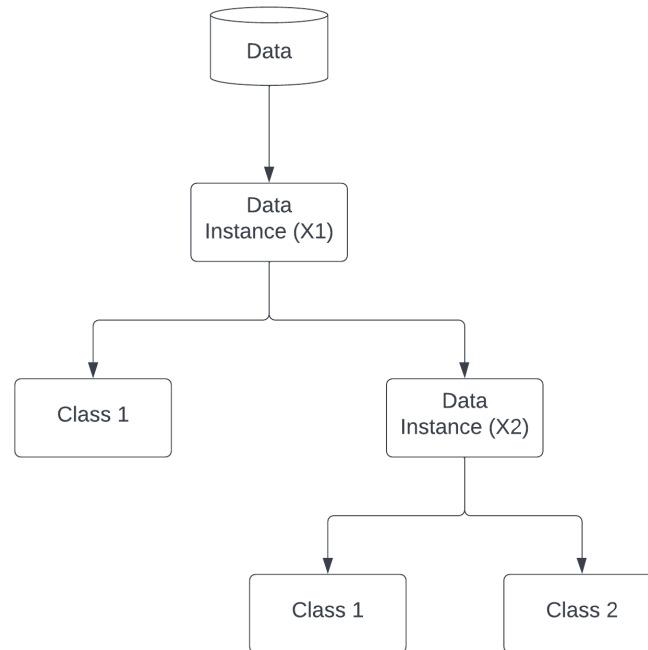 Data
Data
Instance (X1)
Class 1
Data
Instance (X2)
Class 1
Class 2